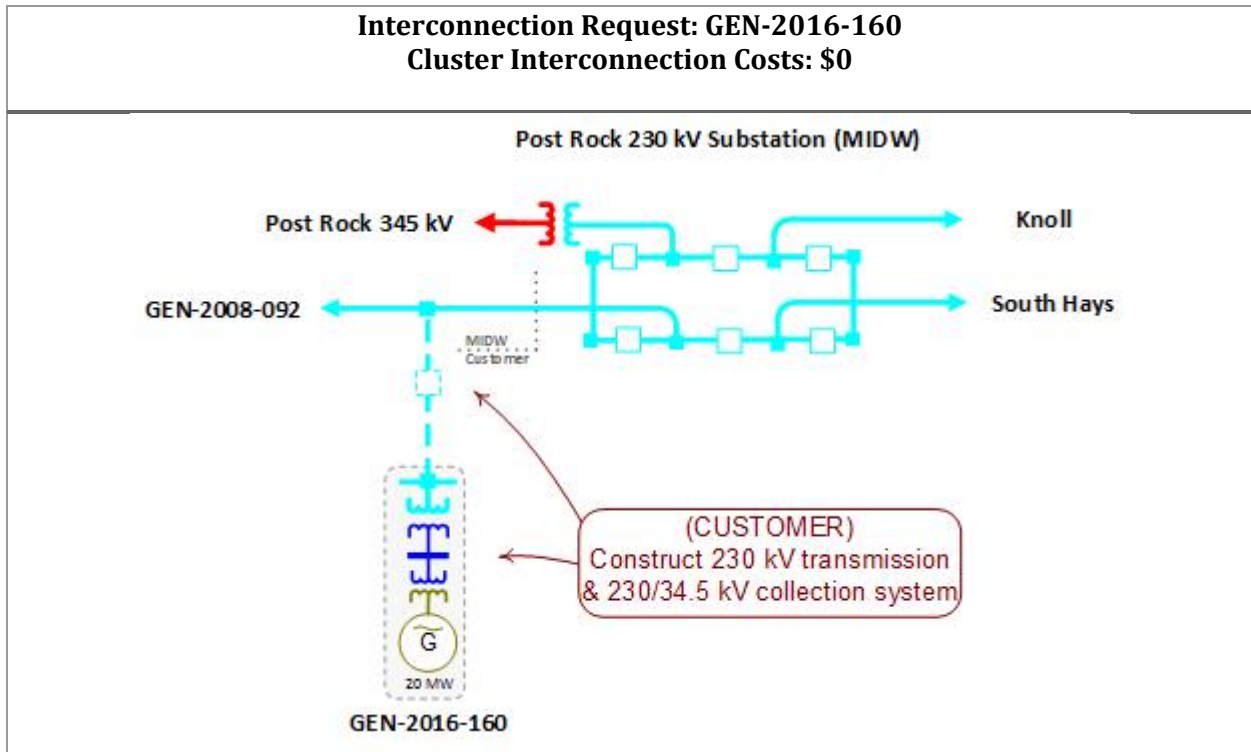 Interconnection Request: GEN-2016-160
Cluster Interconnection Costs: $0
Post Rock 230 kV Substation (MIDW)
Post Rock 345 kV
Knoll
GEN-2008-092
South Hays
MIDW
Customer
(CUSTOMER)
Construct 230 kV transmission
& 230/34.5 kV collection system
G
20 MW
GEN-2016-160